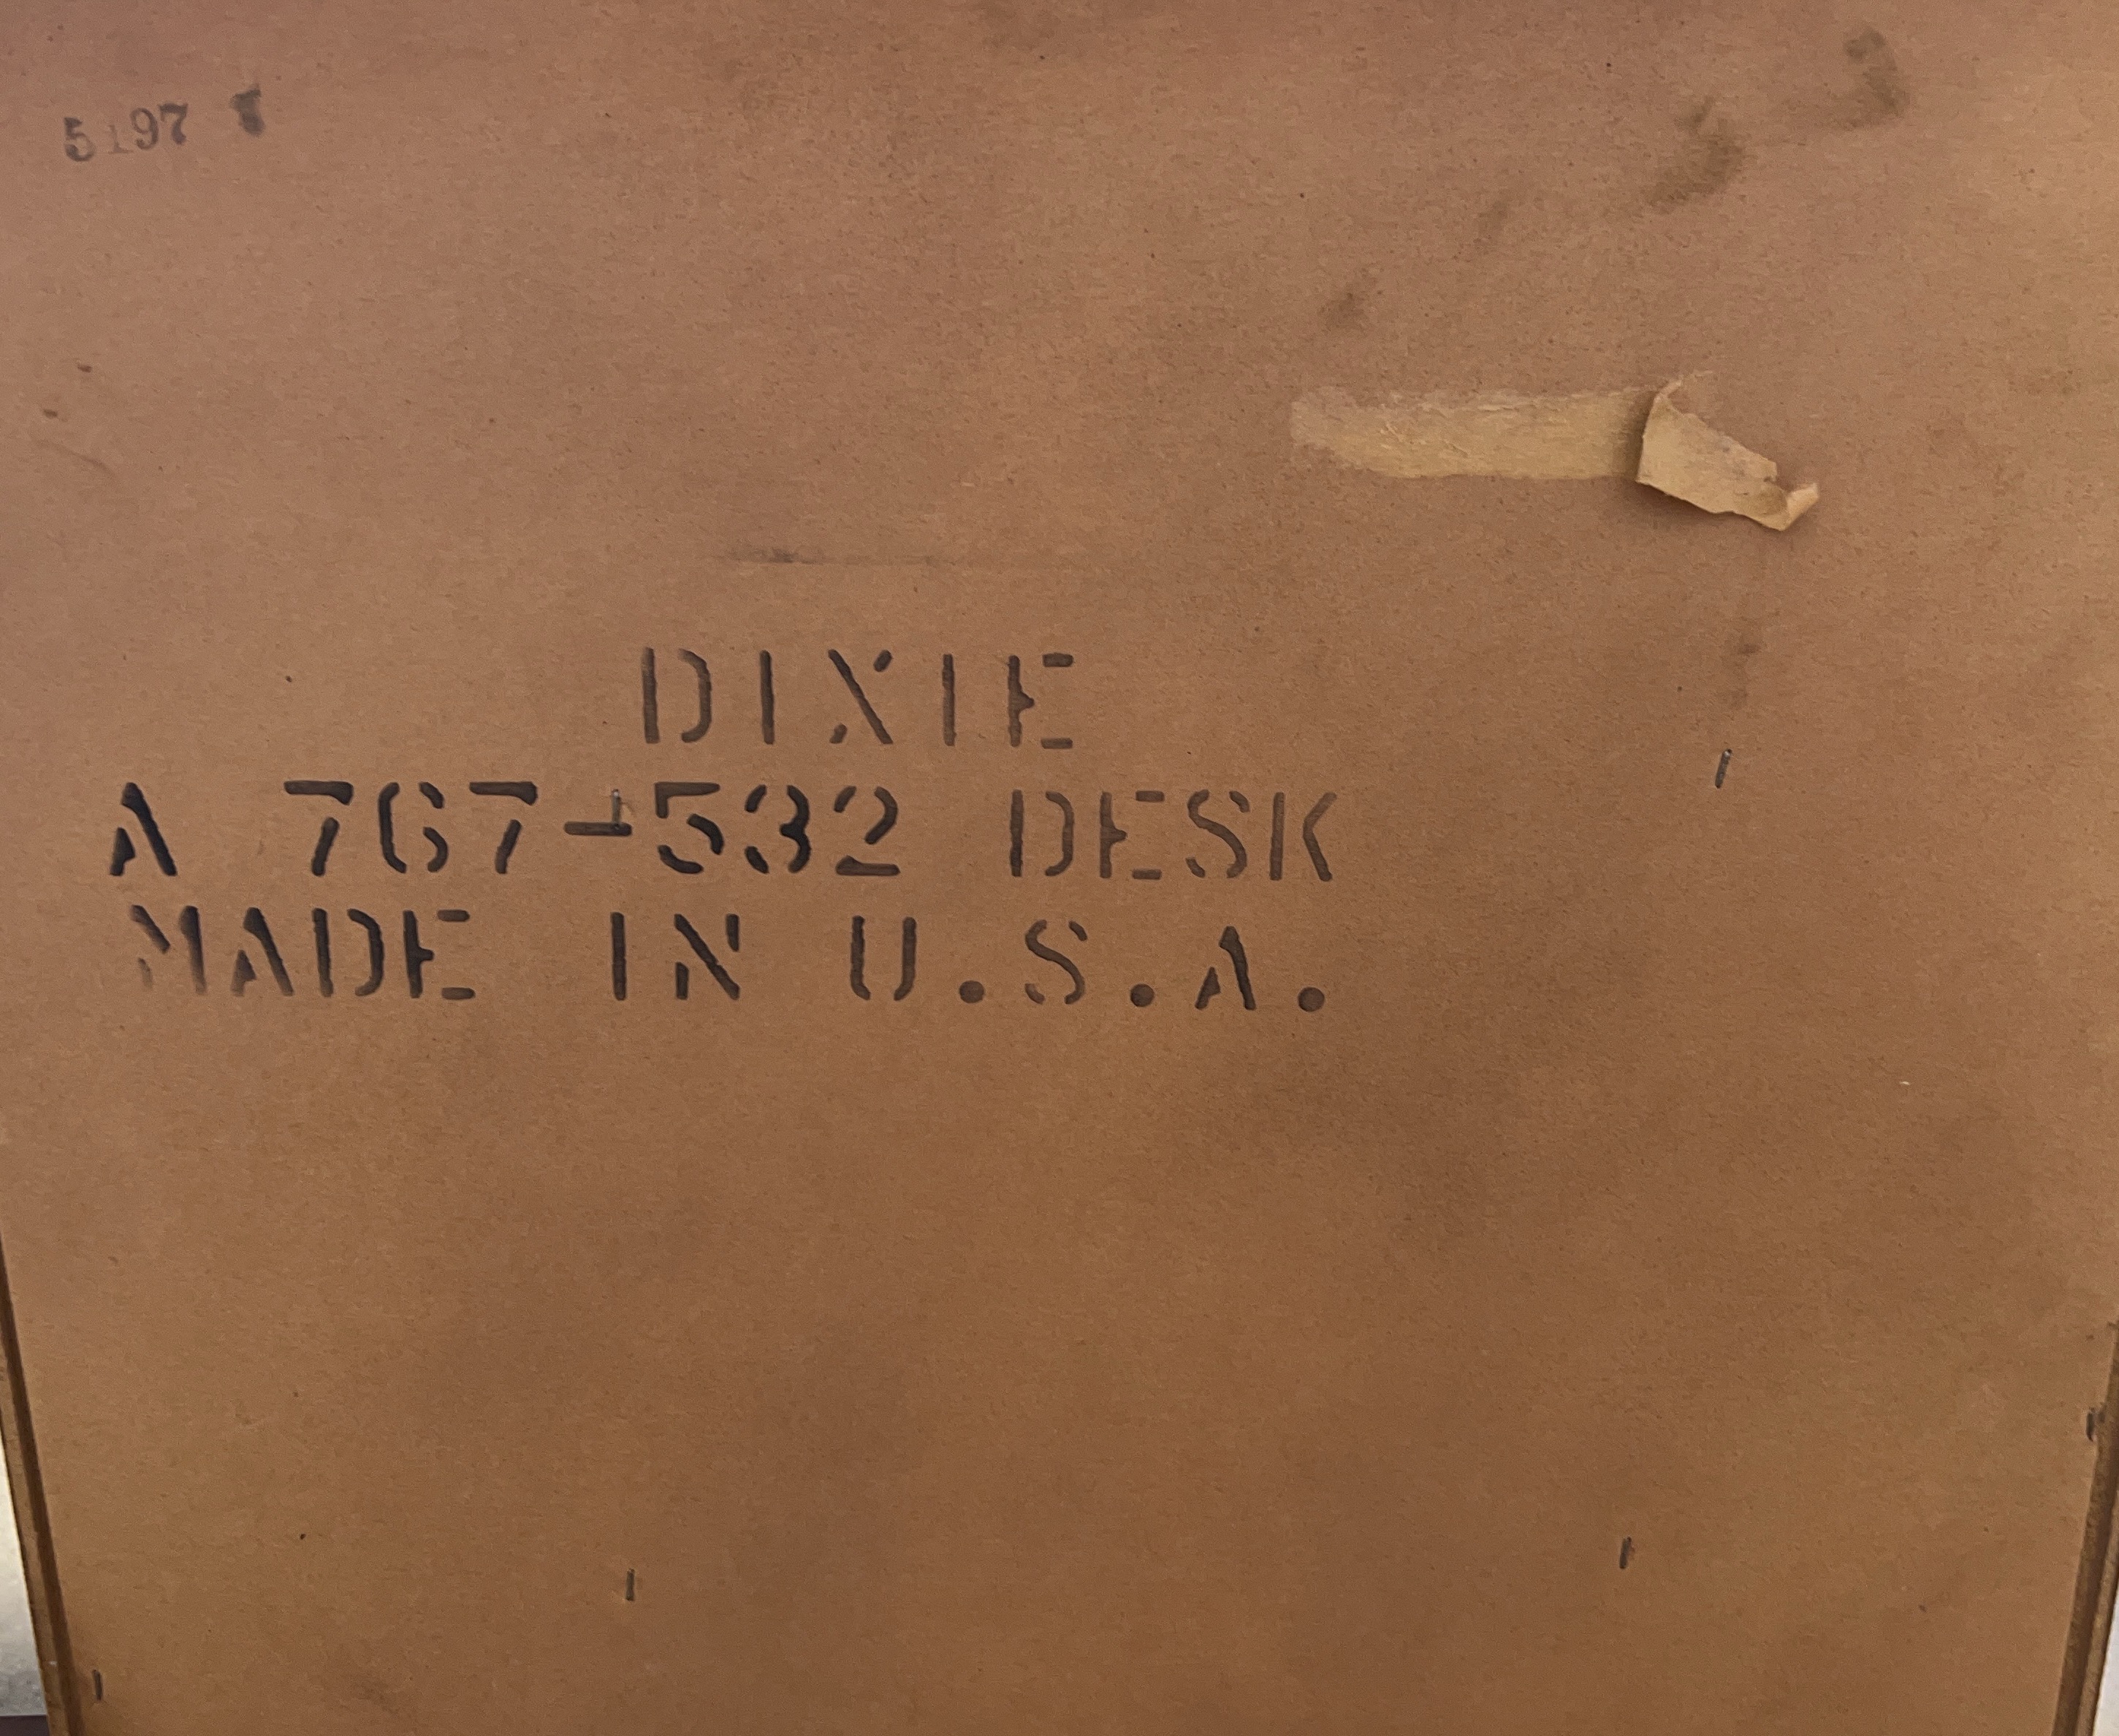 5197
DIXIE
A 767-532 DESK
MADE IN U.S.A.